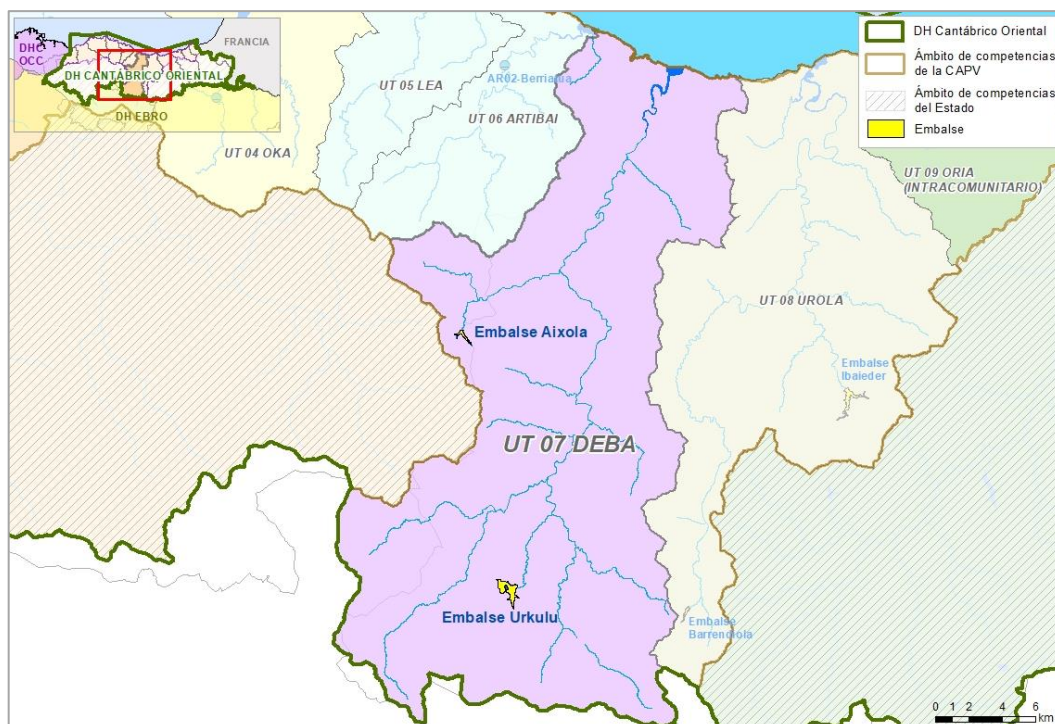 DHC
OCC
FRANCIA
DH CANTÁBRICO ORIENTAL
DH EBRO
DH Cantábrico Oriental
Ámbito de competencias
de la CAPV
Ámbito de competencias
del Estado
Embalse
AR02-Berriatua
UT 05 LEA
UT 06 ARTIBAI
UT 04 OKA
UT 09 ORIA
(INTRACOMUNITARIO)
UT 08 UROLA
Embalse Aixola
Embalse
Ibaieder
UT 07 DEBA
Embalse Urkulu
Embalse
Barrendiola
0 1 2 4 6
km